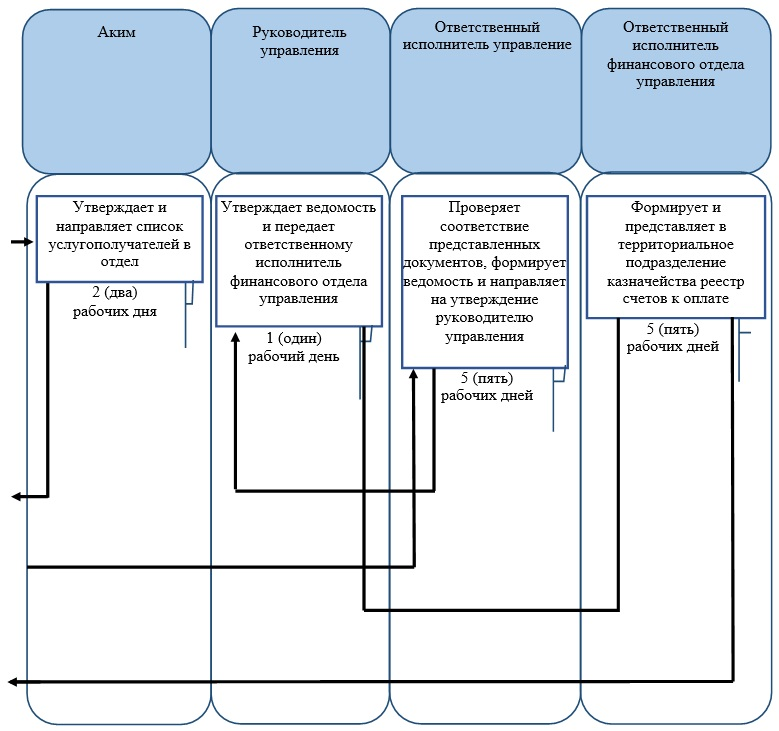 Аким
Руководитель
управления
Ответственный
исполнитель управление
Ответственный
исполнитель
финансового отдела
управления
Утверждает и
направляет список
услугополучателей в
отдел
2 (два)
рабочих дня
Утверждает ведомость
и передает
ответственному
исполнитель
финансового отдела
управления
1 (один)
рабочий день
Проверяет
соответствие
представленных
документов, формирует
ведомость и направляет
на утверждение
руководителю
управления
5 (пять)
рабочих дней
Формирует и
представляет в
территориальное
подразделение
казначейства реестр
счетов к оплате
5 (пять)
рабочих дней